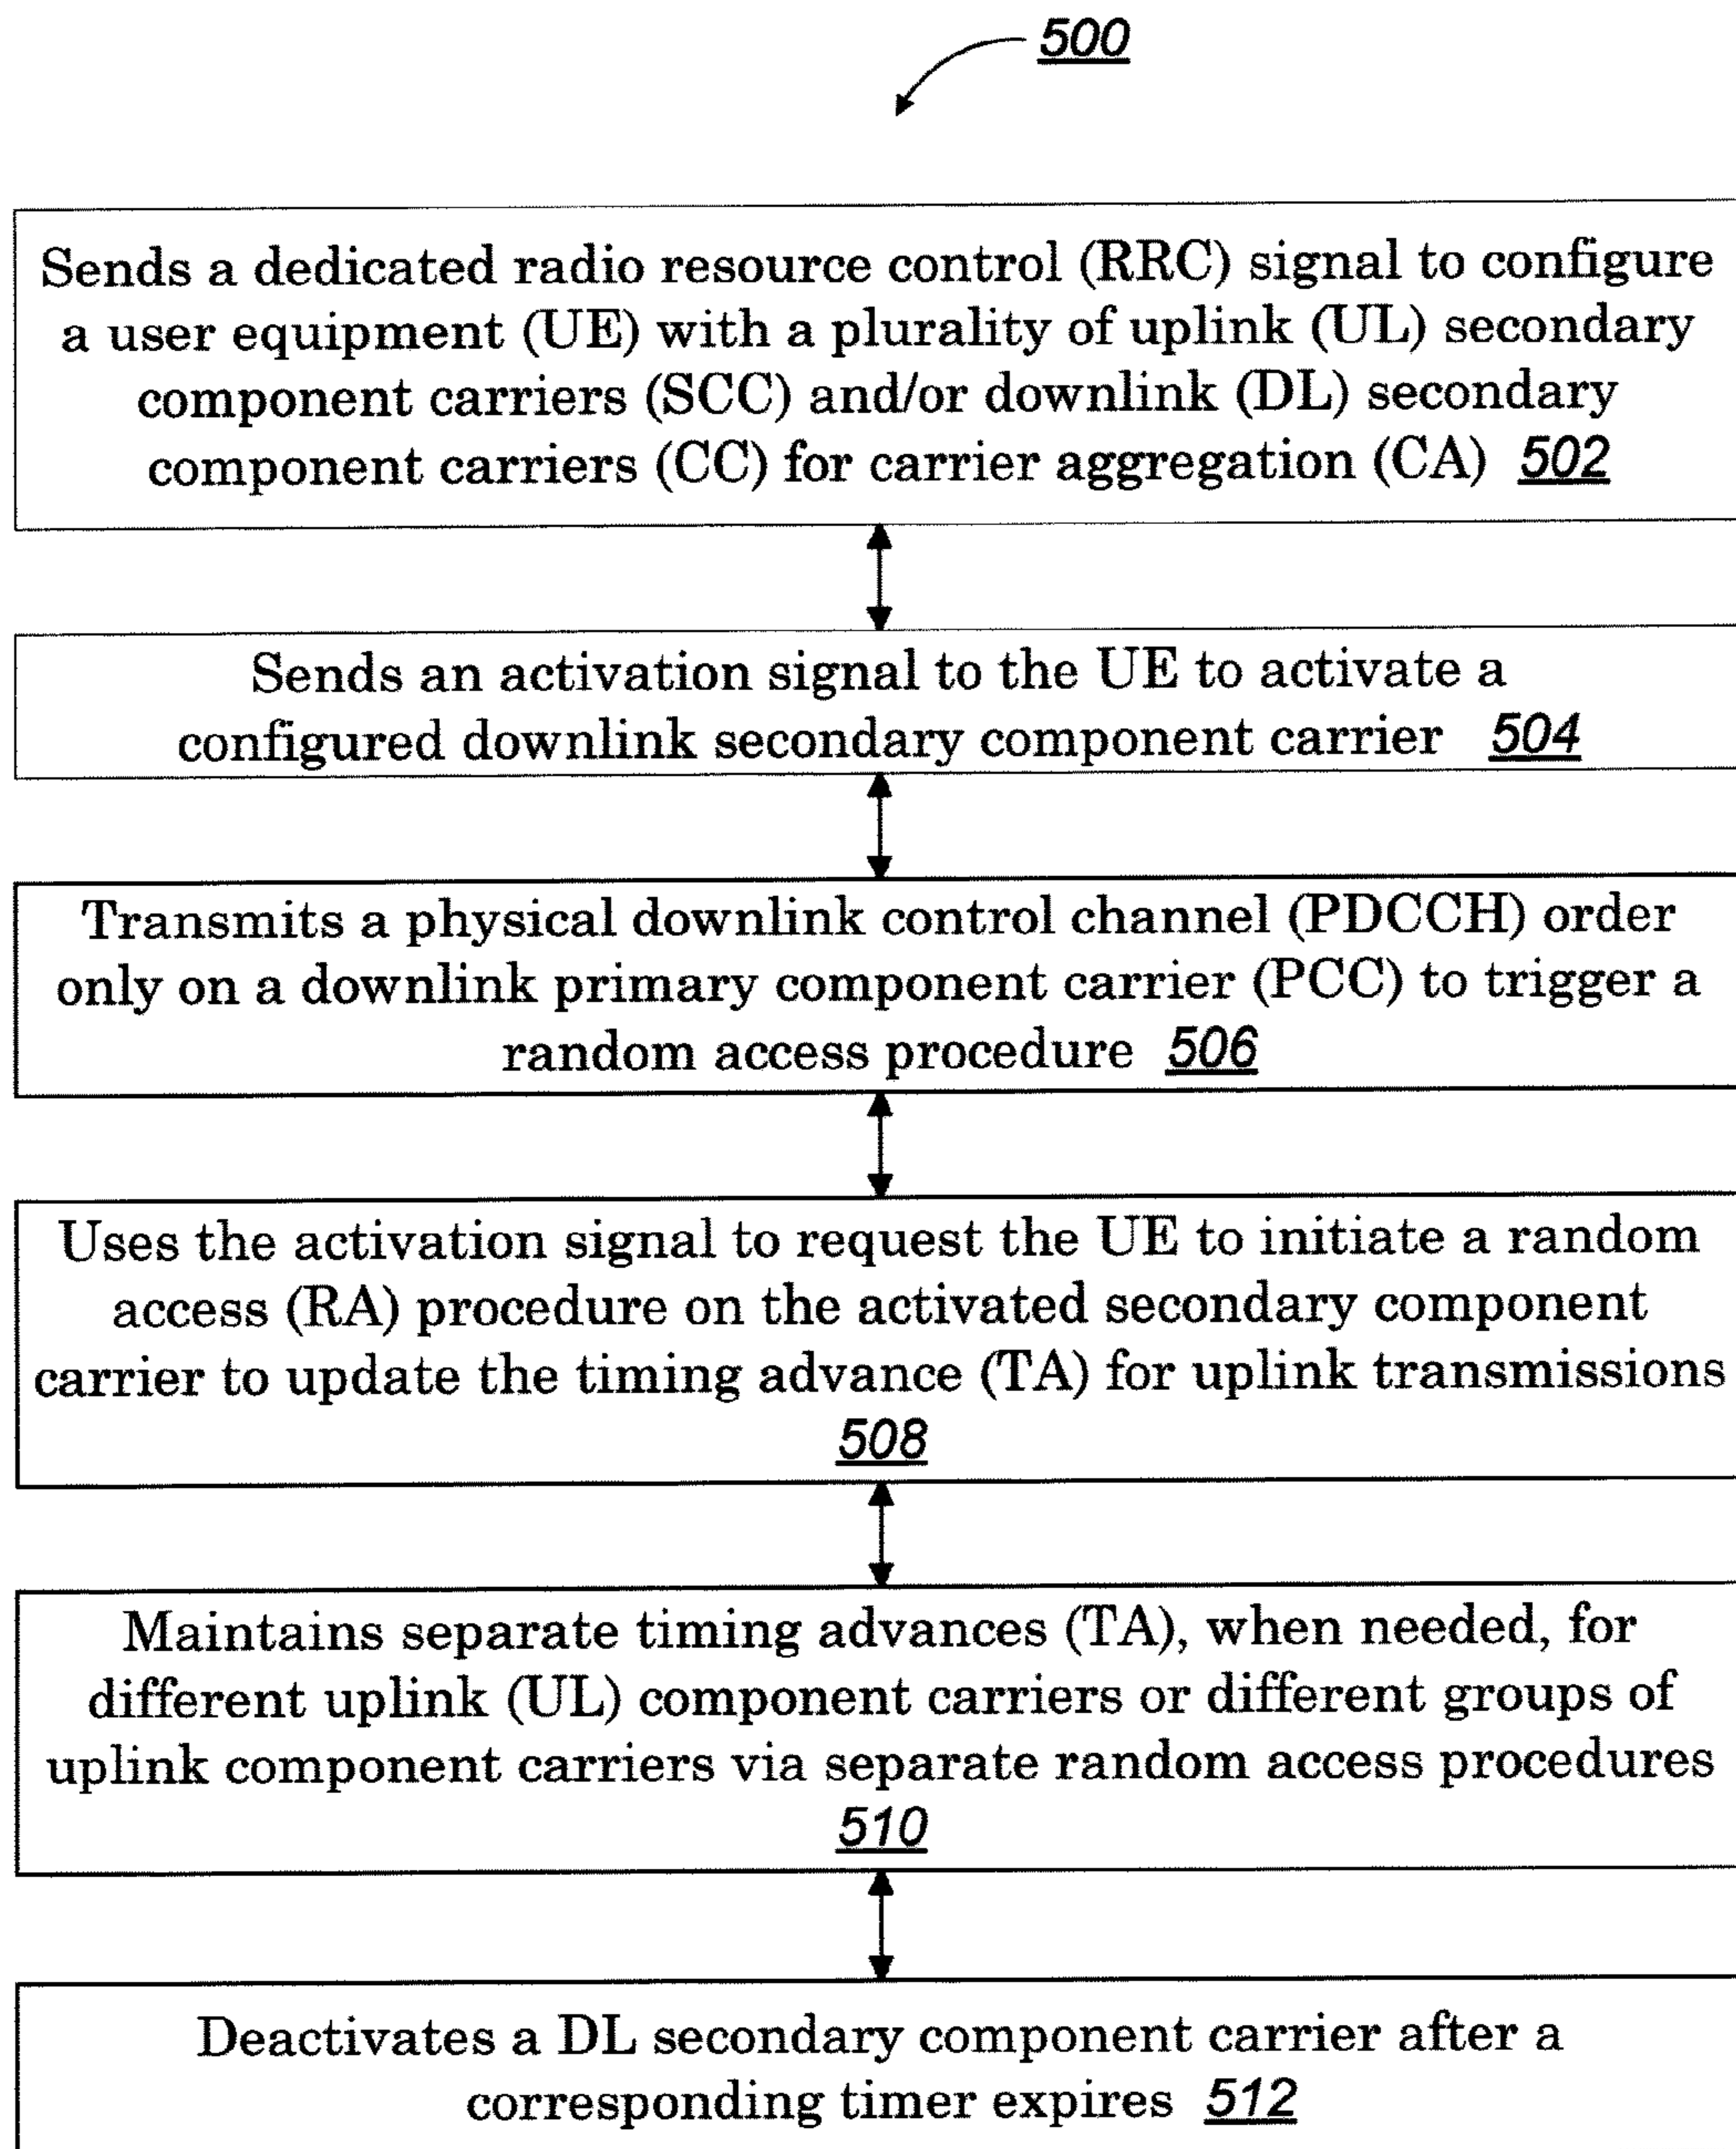 500
Sends a dedicated radio resource control (RRC) signal to configure
a user equipment (UE) with a plurality of uplink (UL) secondary
component carriers (SCC) and/or downlink (DL) secondary
component carriers (CC) for carrier aggregation (CA) 502
Sends an activation signal to the UE to activate a
configured downlink secondary component carrier 504
Transmits a physical downlink control channel (PDCCH) order
only on a downlink primary component carrier (PCC) to trigger a
random access procedure 506
Uses the activation signal to request the UE to initiate a random
access (RA) procedure on the activated secondary component
carrier to update the timing advance (TA) for uplink transmissions
508
Maintains separate timing advances (TA), when needed, for
different uplink (UL) component carriers or different groups of
uplink component carriers via separate random access procedures
510
Deactivates a DL secondary component carrier after a
corresponding timer expires 512